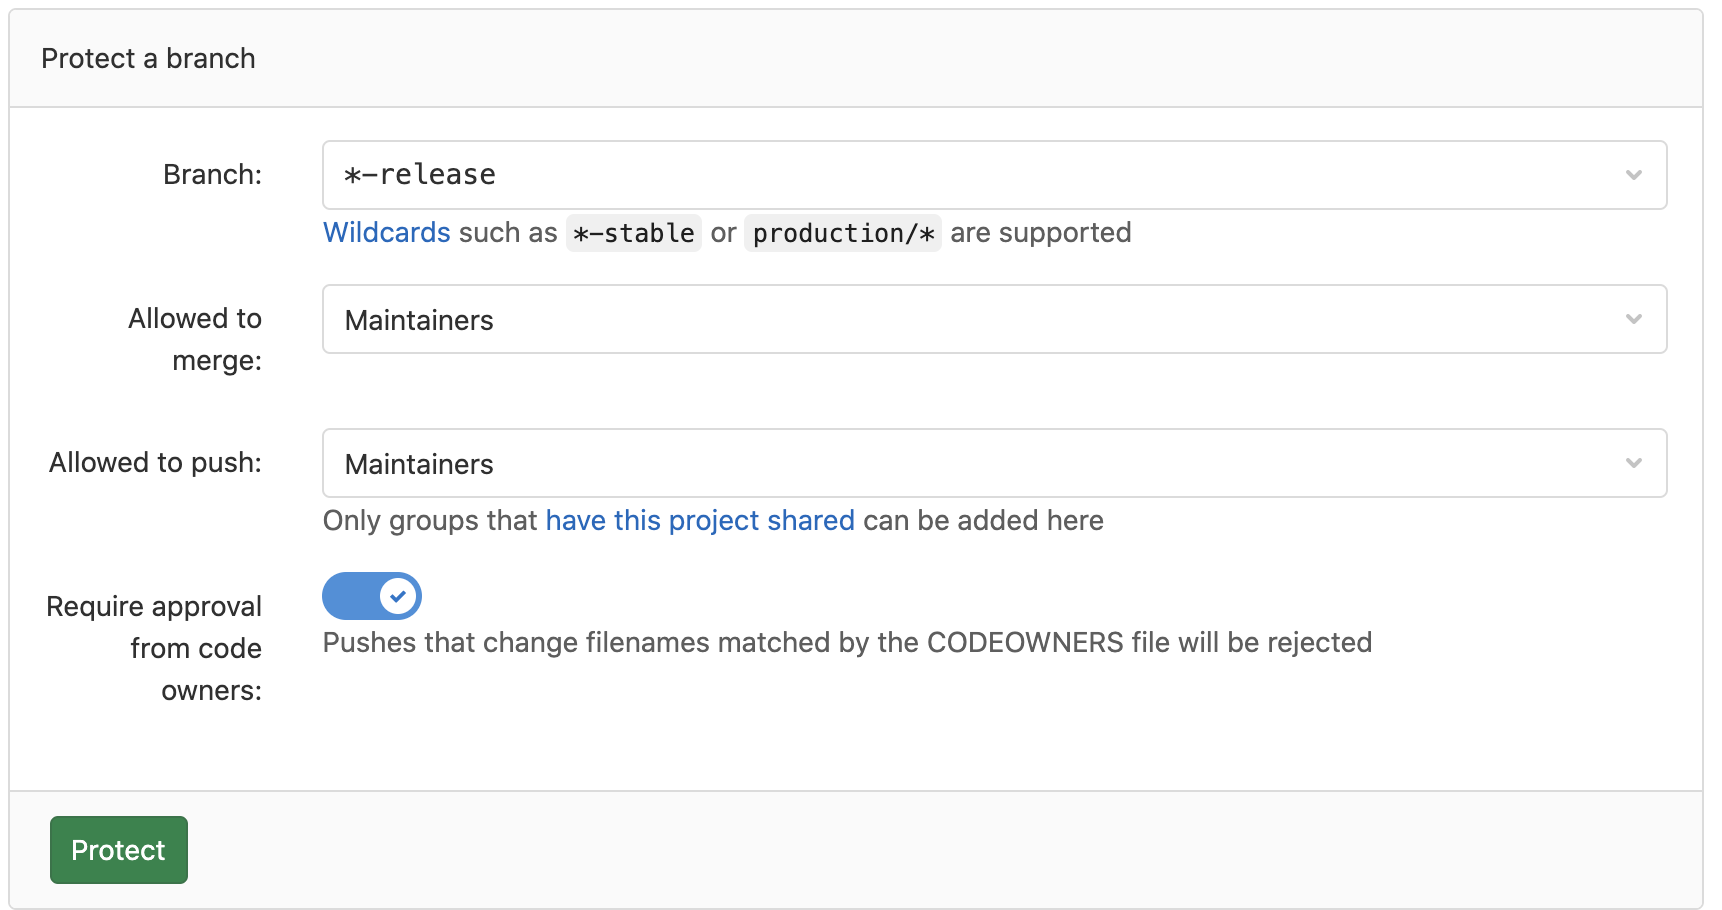 Protect a branch
Branch:
*-release
Wildcards such as *-stable or production/* are supported
Allowed to
merge:
Maintainers
Allowed to push:
Maintainers
Only groups that have this project shared can be added here
Require approval
from code
owners:
Pushes that change filenames matched by the CODEOWNERS file will be rejected
Protect